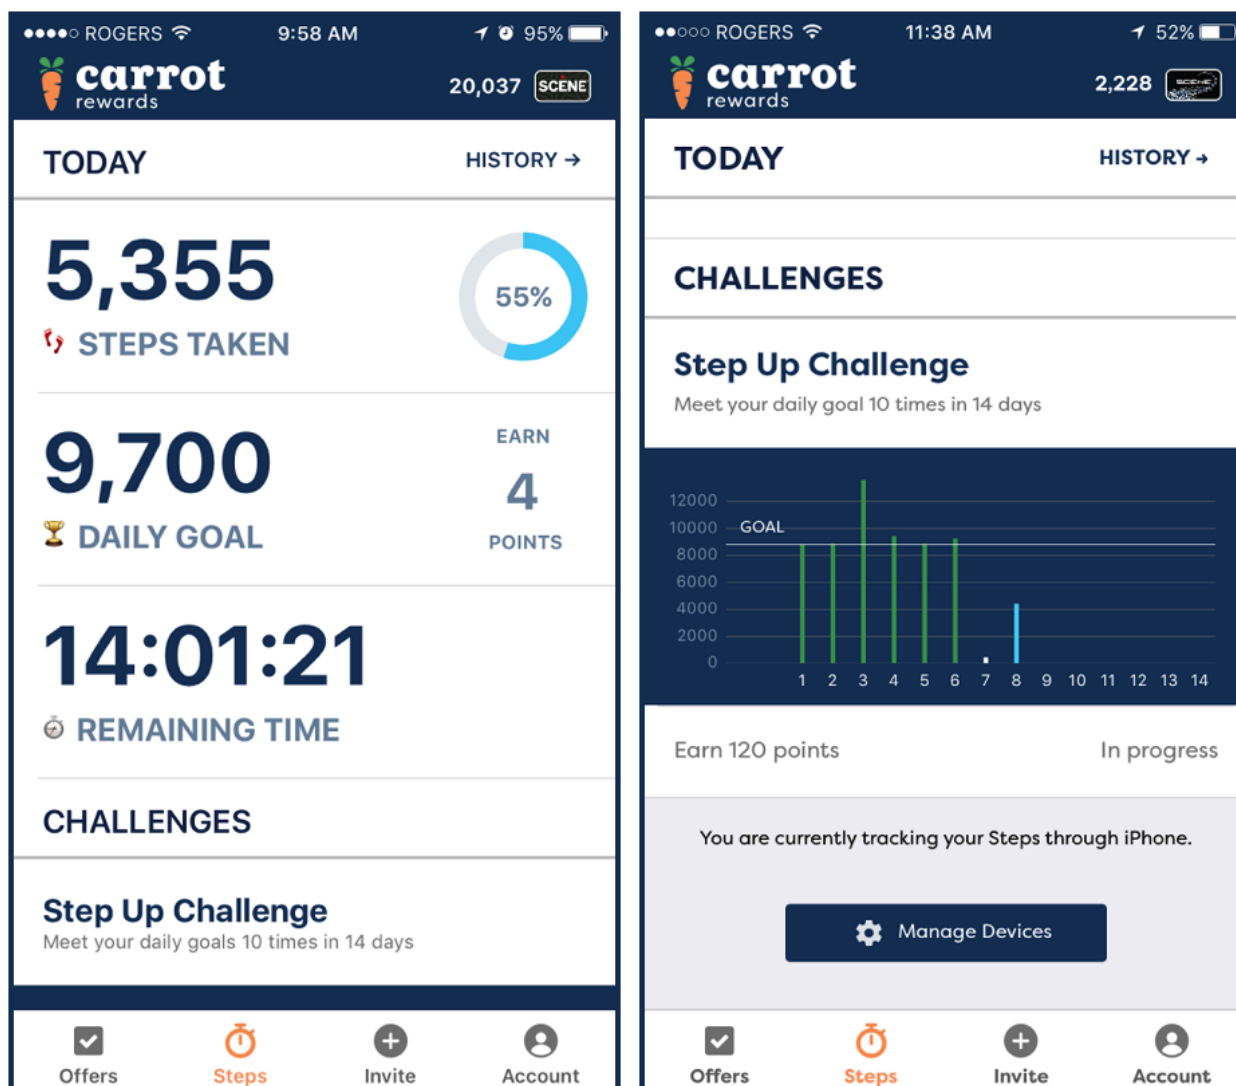 ROGERS 9:58 AM 95%
carrot
rewards
20,037 SCENE
TODAY HISTORY →
5,355
STEPS TAKEN
55%
9,700
DAILY GOAL
EARN
4
POINTS
14:01:21
REMAINING TIME
CHALLENGES
Step Up Challenge
Meet your daily goals 10 times in 14 days
Offers Steps Invite Account
ROGERS 11:38 AM 52%
carrot
rewards
2,228 SCENE
TODAY HISTORY →
CHALLENGES
Step Up Challenge
Meet your daily goal 10 times in 14 days
12000
10000 GOAL
8000
6000
4000
2000
0
1 2 3 4 5 6 7 8 9 10 11 12 13 14
Earn 120 points In progress
You are currently tracking your Steps through iPhone.
Manage Devices
Offers Steps Invite Account